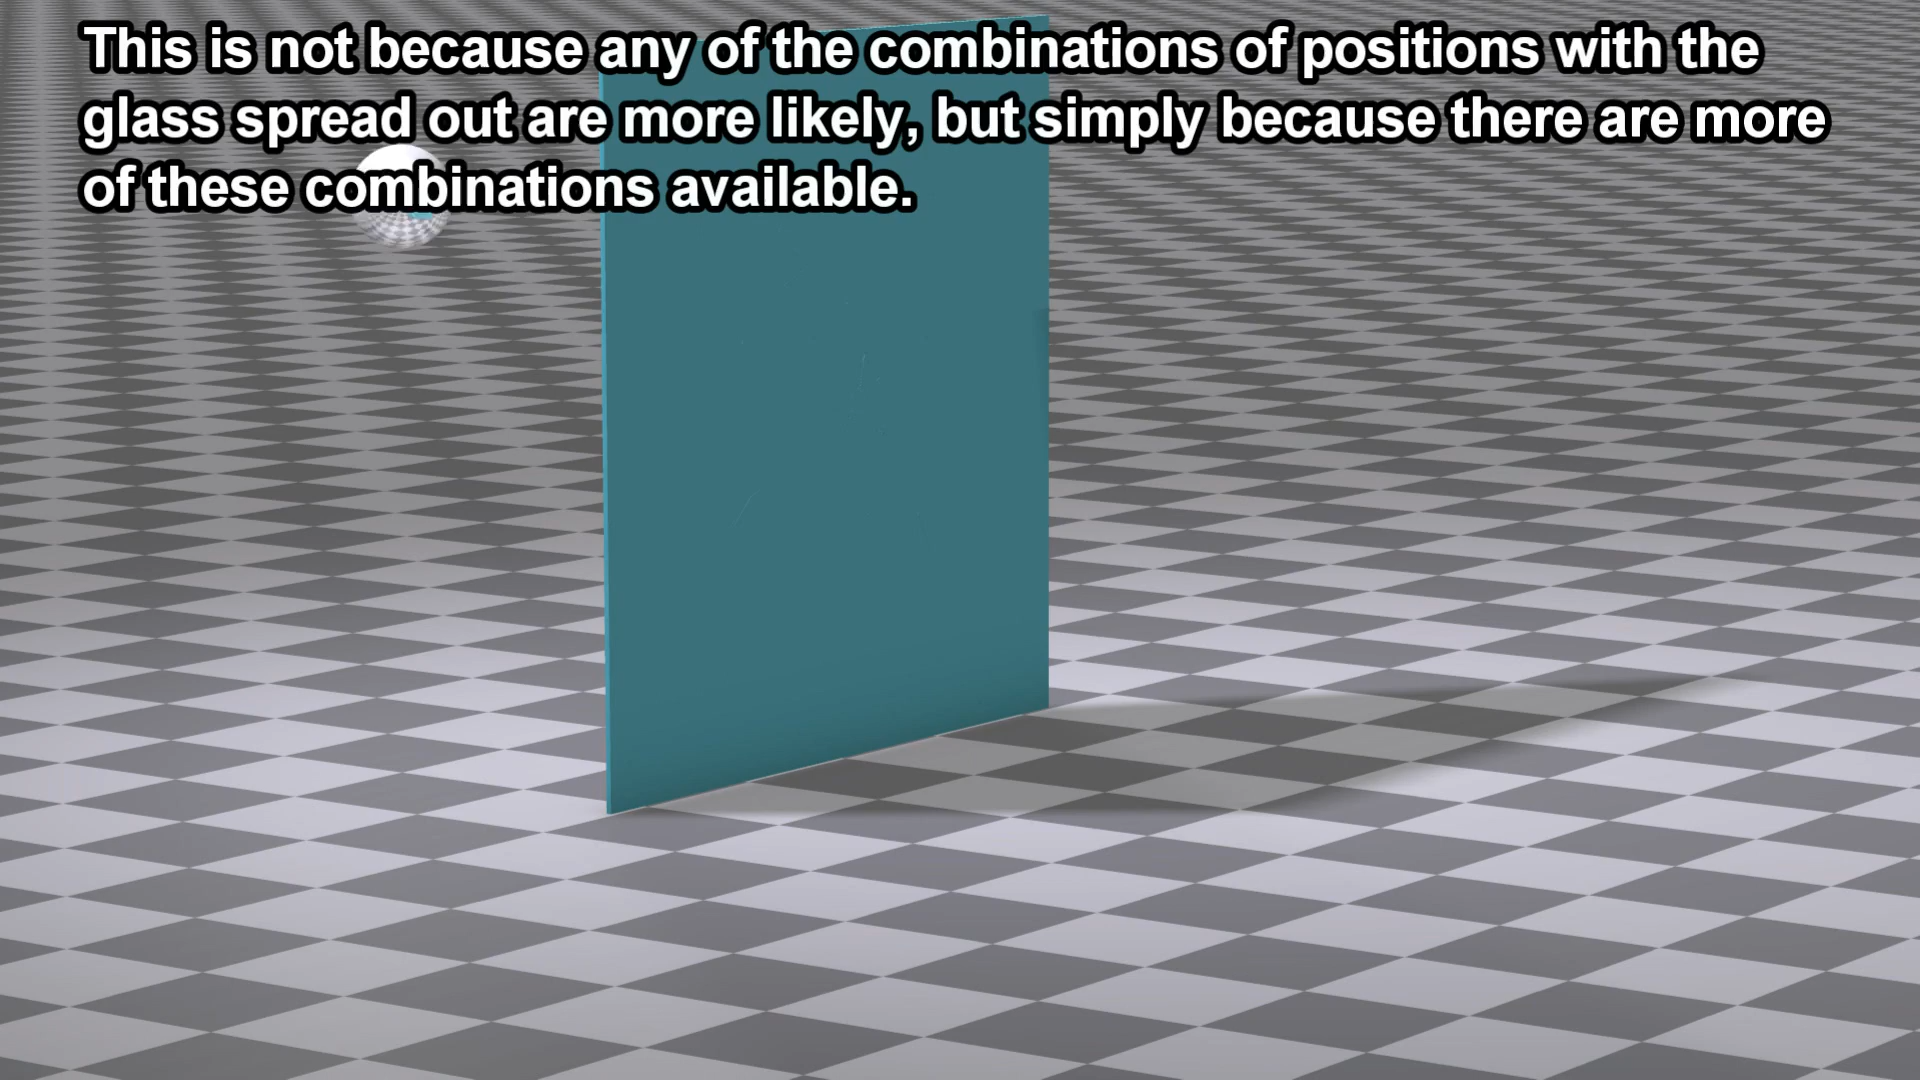 This is not because any of the combinations of positions with the
glass spread out are more likely, but simply because there are more
of these combinations available.